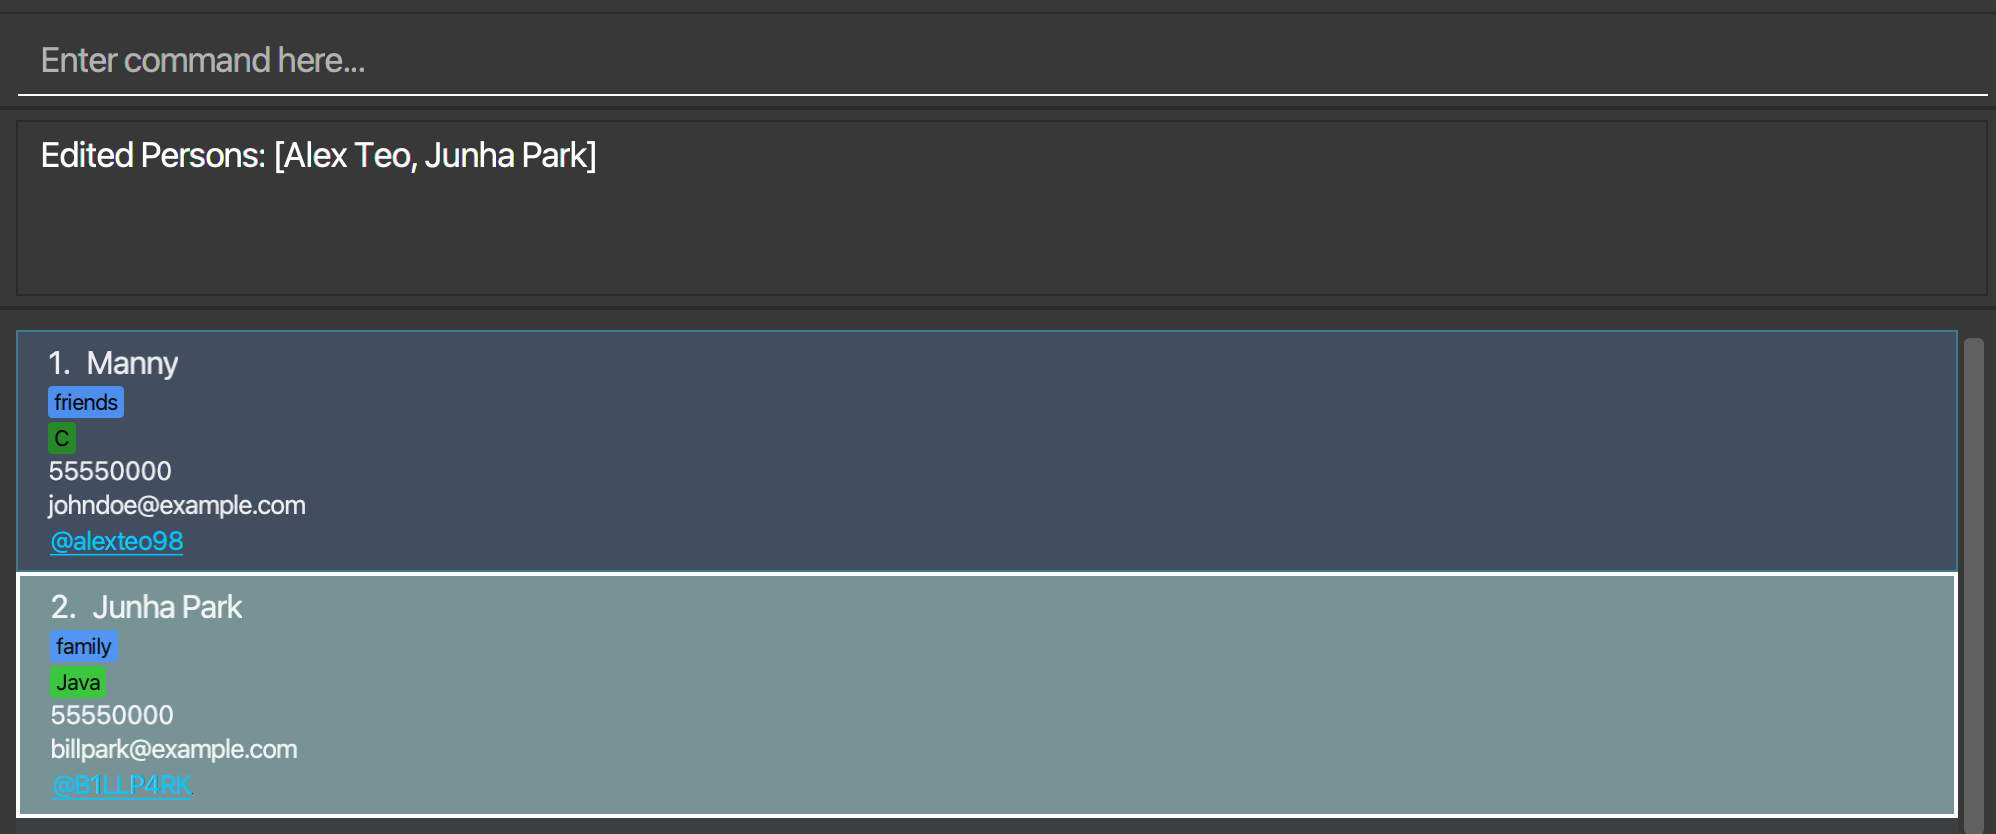 Enter command here...
Edited Persons: [Alex Teo, Junha Park]
1. Manny
friends
C
55550000
johndoe@example.com
@alexteo98
2. Junha Park
family
Java
55550000
billpark@example.com
@B1LLP4RK